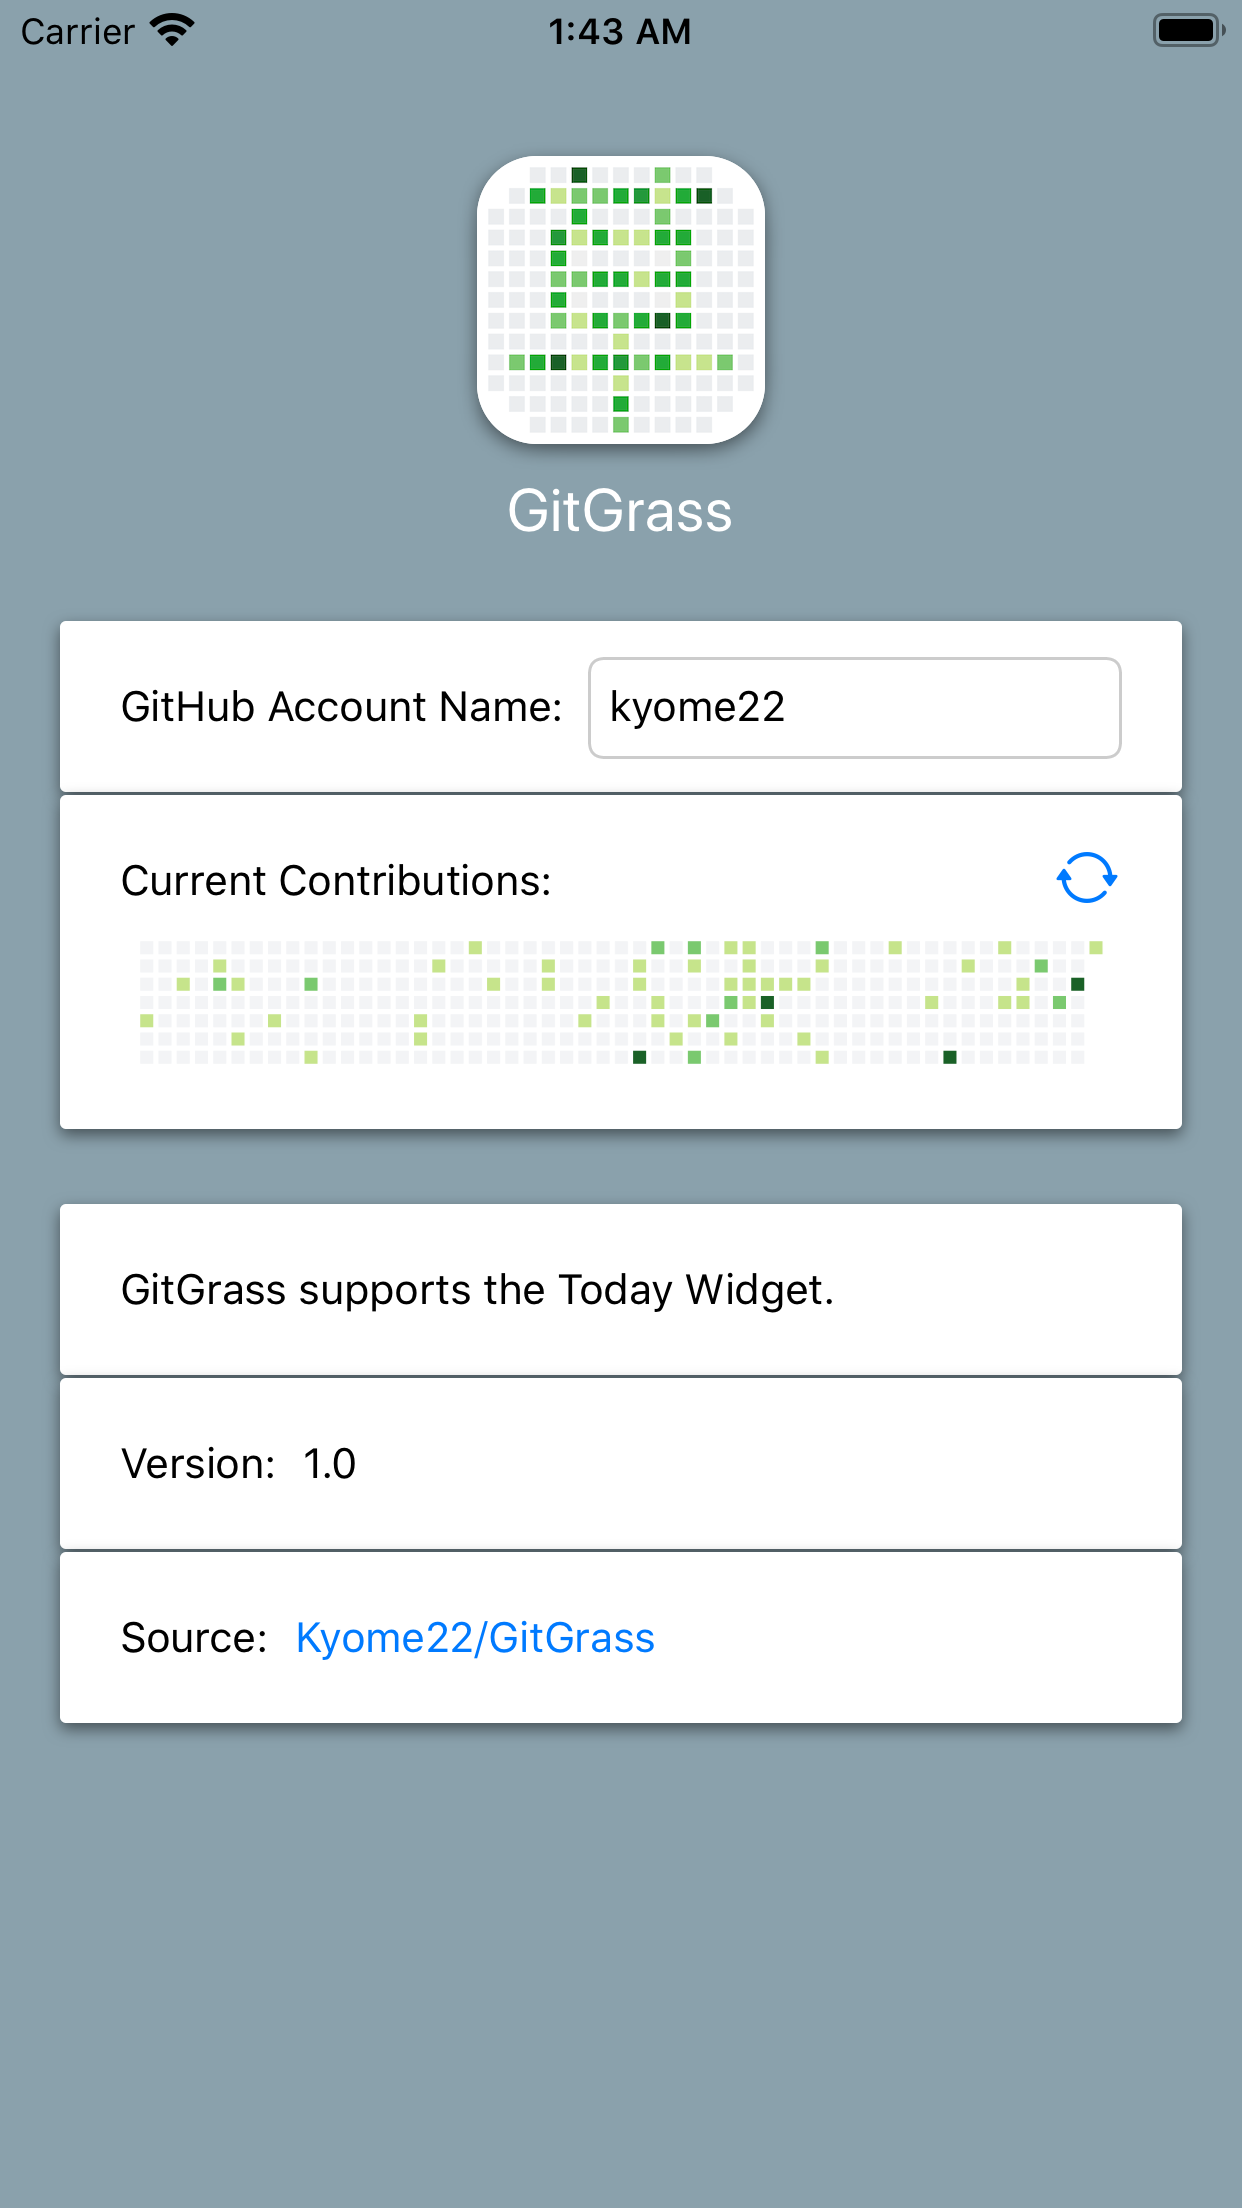 Carrier 1:43 AM
草
GitGrass
GitHub Account Name: kyome22
Current Contributions:
GitGrass supports the Today Widget.
Version: 1.0
Source: Kyome22/GitGrass